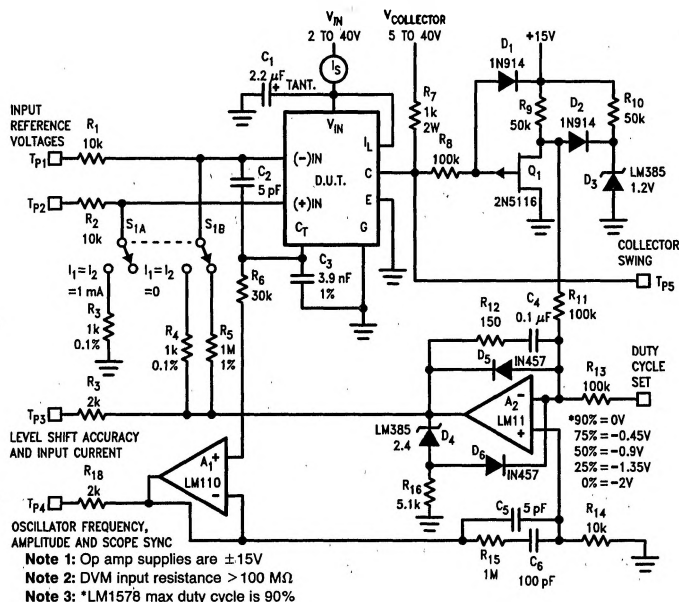 V_IN
2 TO 40V
V_COLLECTOR
5 TO 40V
+15V
D₁
1N914
C₁
2.2 µF
+ TANT.
I_S
R₇
1k
2W
R₉
50k
D₂
1N914
R₁₀
50k
INPUT
REFERENCE
VOLTAGES
R₁
10k
T_P1
V_IN
I_L
(−)IN
D.U.T.
C
(+)IN
E
C_T
G
R₈
100k
Q₁
2N5116
D₃
LM385
1.2V
C₂
5 pF
T_P2
R₂
10k
S₁A
S₁B
COLLECTOR
SWING
T_P5
I₁=I₂
=1 mA
I₁=I₂
=0
R₆
30k
C₃
3.9 nF
1%
R₃
1k
0.1%
R₄
1k
0.1%
R₅
1M
1%
R₁₂
150
C₄
0.1 µF
R₁₁
100k
D₅
IN457
R₁₃
100k
DUTY
CYCLE
SET
R₃
2k
T_P3
A₂
−
LM11
+
*90%=0V
75%=−0.45V
50%=−0.9V
25%=−1.35V
0%=−2V
LEVEL SHIFT ACCURACY
AND INPUT CURRENT
LM385
2.4
D₄
D₆
IN457
R₁₈
2k
T_P4
A₁
+
LM110
−
R₁₆
5.1k
C₅
5 pF
R₁₄
10k
R₁₅
1M
C₆
100 pF
OSCILLATOR FREQUENCY,
AMPLITUDE AND SCOPE SYNC
Note 1: Op amp supplies are ±15V
Note 2: DVM input resistance >100 MΩ
Note 3: *LM1578 max duty cycle is 90%